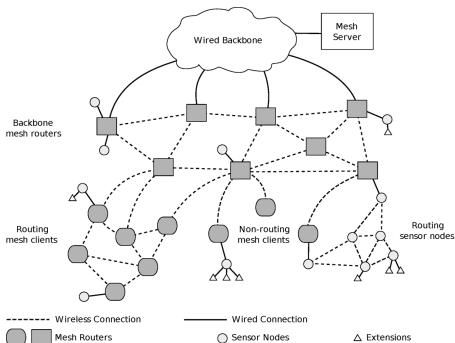 Wired Backbone
Mesh
Server
Backbone
mesh routers
Routing
mesh clients
Non-routing
mesh clients
Routing
sensor nodes
Wireless Connection
Wired Connection
Mesh Routers
Sensor Nodes
Extensions